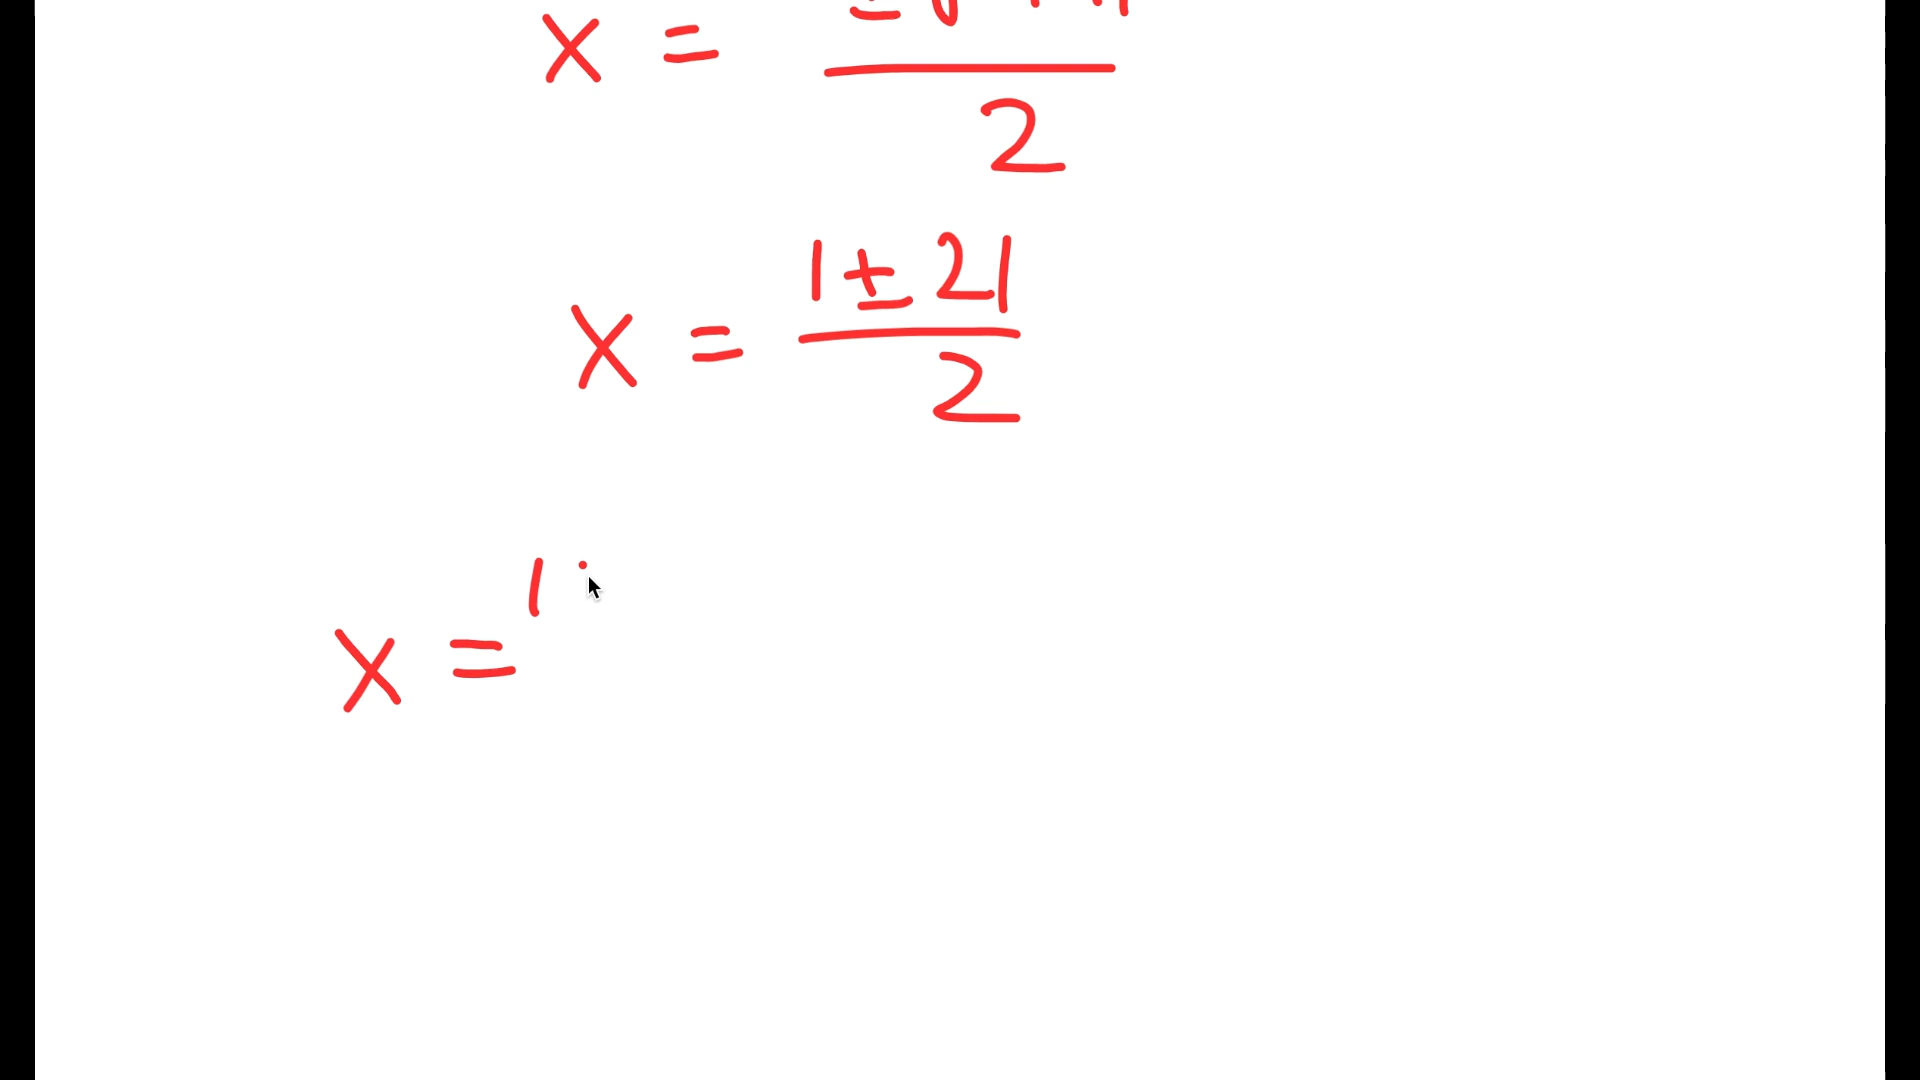 x =
2
x = 1 ± 21
2
x = 1